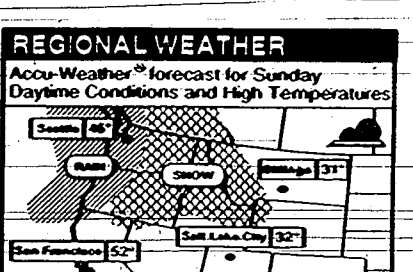 REGIONAL WEATHER
Accu-Weather® forecast for Sunday
Daytime Conditions and High Temperatures
Seattle 46°
RAIN
SNOW
Billings 31°
Salt Lake City 32°
San Francisco 52°